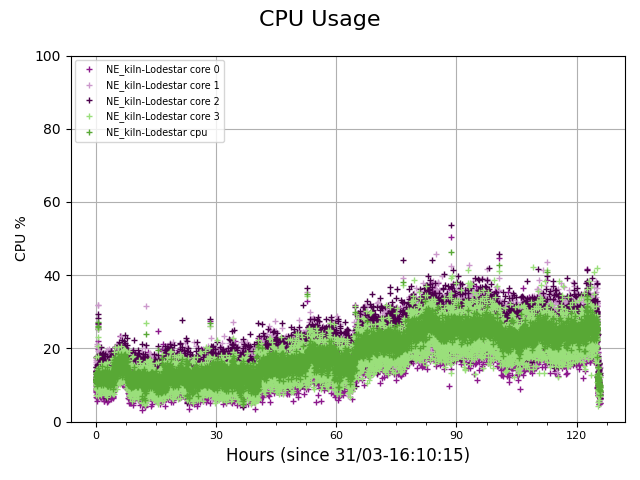 CPU Usage
100
80
60
40
20
0
CPU %
NE_kiln-Lodestar core 0
NE_kiln-Lodestar core 1
NE_kiln-Lodestar core 2
NE_kiln-Lodestar core 3
NE_kiln-Lodestar cpu
0 30 60 90 120
Hours (since 31/03-16:10:15)